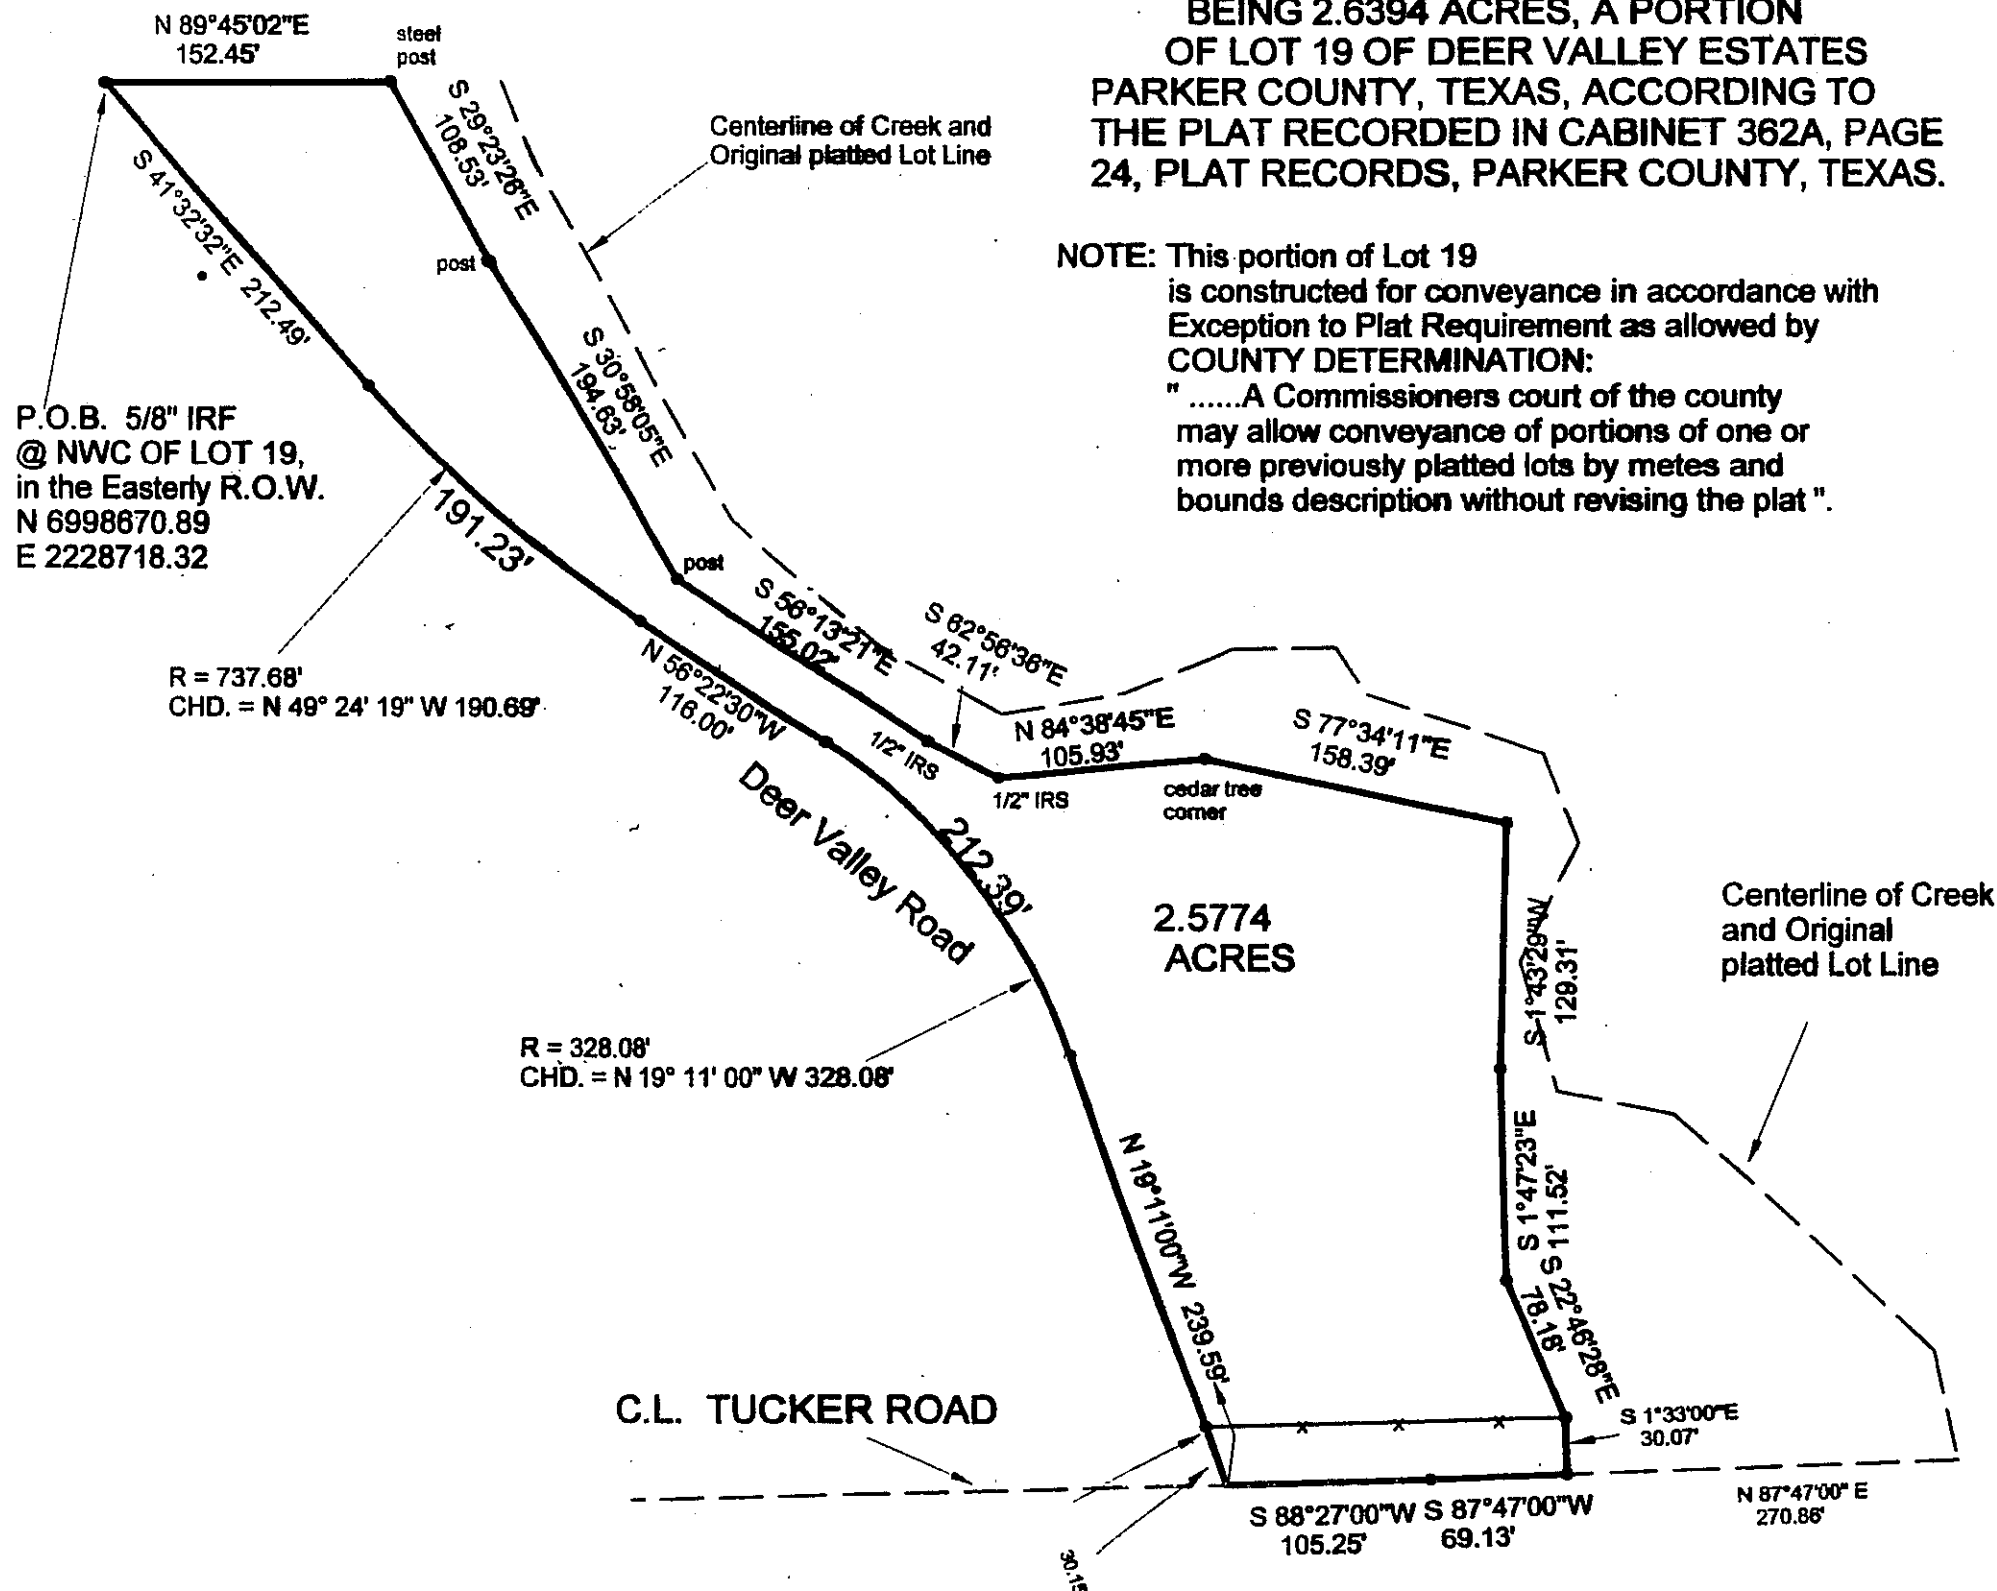 BEING 2.6394 ACRES, A PORTION
OF LOT 19 OF DEER VALLEY ESTATES
PARKER COUNTY, TEXAS, ACCORDING TO
THE PLAT RECORDED IN CABINET 362A, PAGE
24, PLAT RECORDS, PARKER COUNTY, TEXAS.
NOTE: This portion of Lot 19
is constructed for conveyance in accordance with
Exception to Plat Requirement as allowed by
COUNTY DETERMINATION:
" ......A Commissioners court of the county
may allow conveyance of portions of one or
more previously platted lots by metes and
bounds description without revising the plat ".
N 89°45'02"E
152.45'
steel
post
S 29°23'26"E
108.53'
Centerline of Creek and
Original platted Lot Line
S 41°32'32"E 212.49'
post
S 30°58'05"E
194.63'
P.O.B. 5/8" IRF
@ NWC OF LOT 19,
in the Easterly R.O.W.
N 6998670.89
E 2228718.32
191.23'
post
S 56°13'21"E
155.02'
S 62°56'36"E
42.11'
R = 737.68'
CHD. = N 49° 24' 19" W 190.69'
N 56°22'30"W
116.00'
1/2" IRS
N 84°38'45"E
105.93'
1/2" IRS
S 77°34'11"E
158.39'
cedar tree
corner
Deer Valley Road
212.39'
2.5774
ACRES
S 1°43'29"W
129.31'
Centerline of Creek
and Original
platted Lot Line
R = 328.08'
CHD. = N 19° 11' 00" W 328.08'
N 19°11'00"W 239.59'
S 1°47'23"E
S 111.52'
S 22°46'28"E
78.18'
C.L. TUCKER ROAD
S 1°33'00"E
30.07'
S 88°27'00"W
105.25'
S 87°47'00"W
69.13'
N 87°47'00" E
270.86'
30.15